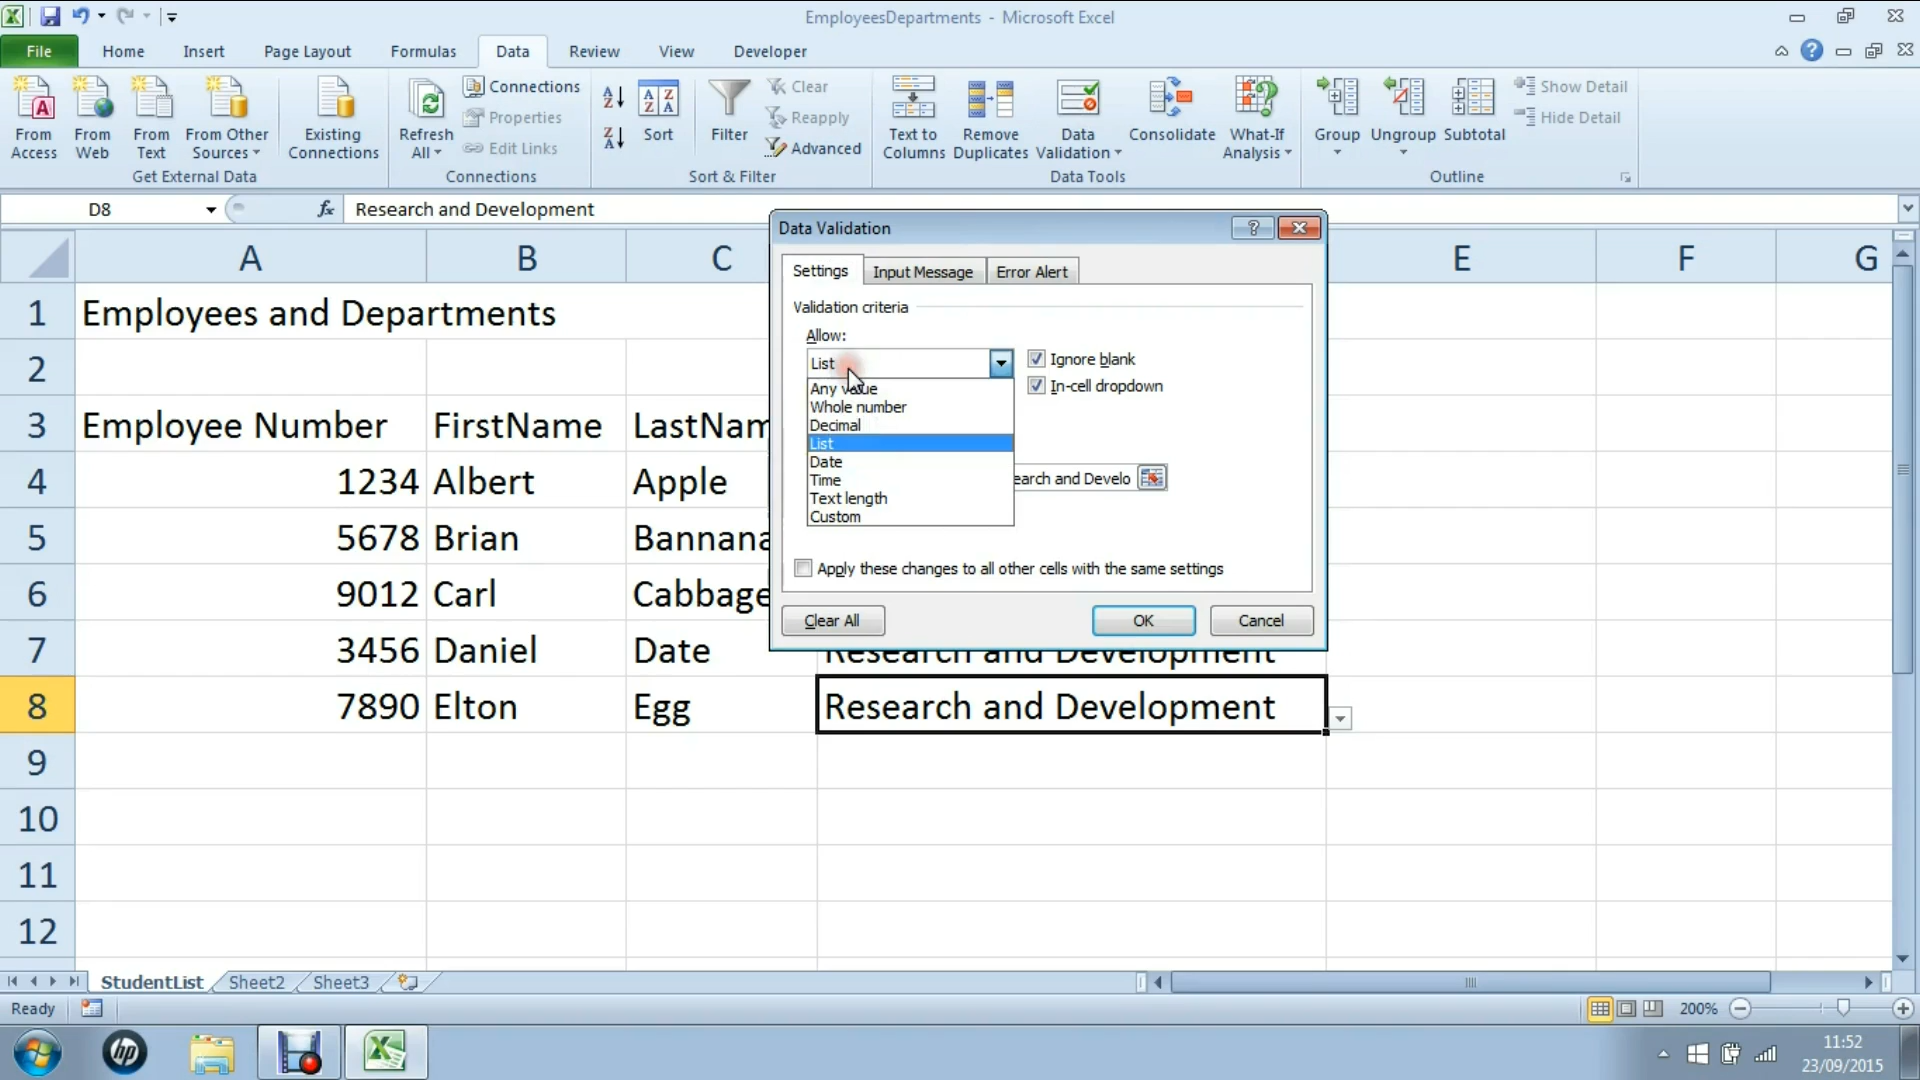 EmployeesDepartments - Microsoft Excel
File Home Insert Page Layout Formulas Data Review View Developer
From Access
From Web
From Text
From Other Sources
Existing Connections
Get External Data
Refresh All
Connections
Properties
Edit Links
Connections
Sort
Filter
Clear
Reapply
Advanced
Sort & Filter
Text to Columns
Remove Duplicates
Data Validation
Consolidate
What-If Analysis
Data Tools
Group
Ungroup
Subtotal
Show Detail
Hide Detail
Outline
D8 fx Research and Development
A B C E F G
1 Employees and Departments
2
3 Employee Number FirstName LastNam
4 1234 Albert Apple
5 5678 Brian Bannana
6 9012 Carl Cabbage
7 3456 Daniel Date Research and Development
8 7890 Elton Egg Research and Development
9
10
11
12
Data Validation
Settings Input Message Error Alert
Validation criteria
Allow:
List
Ignore blank
In-cell dropdown
Any value
Whole number
Decimal
List
Date
Time
Text length
Custom
earch and Develo
Apply these changes to all other cells with the same settings
Clear All OK Cancel
StudentList Sheet2 Sheet3
Ready 200%
hp
11:52
23/09/2015